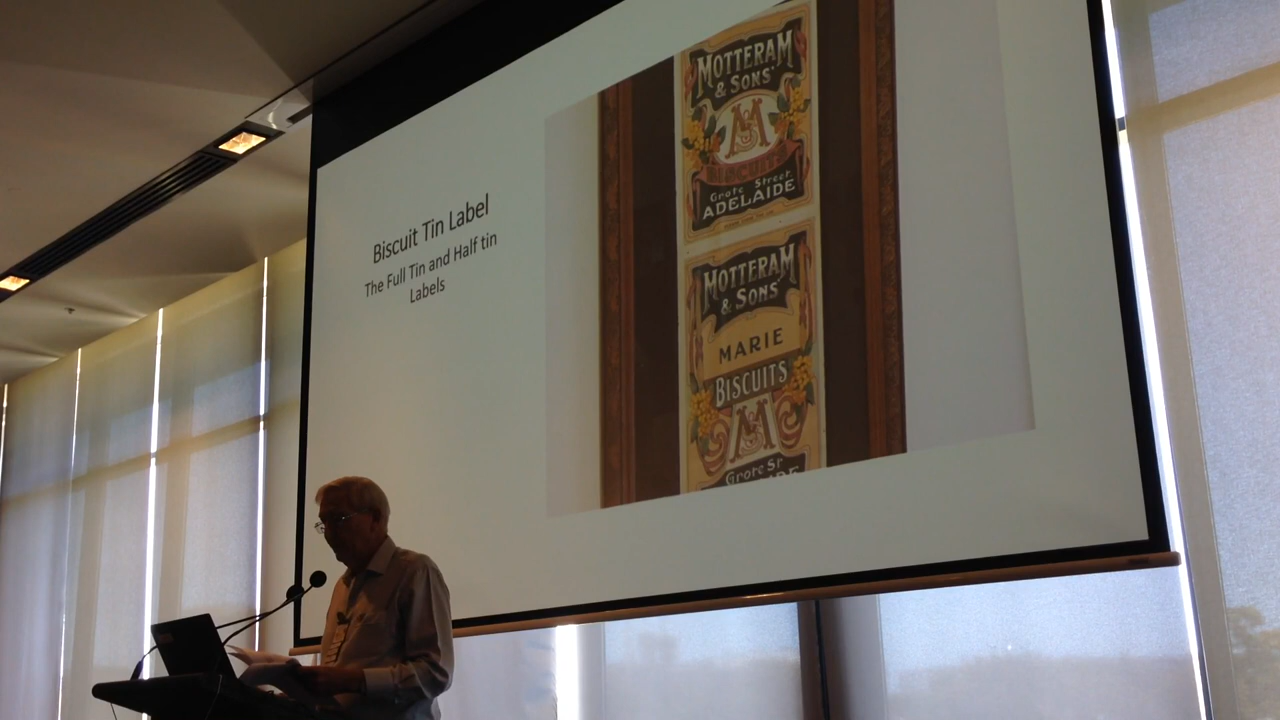 Biscuit Tin Label
The Full Tin and Half tin
Labels
MOTTERAM
& SONS'
BISCUITS
Grote Street
ADELAIDE
MOTTERAM
& SONS'
MARIE
BISCUITS
Grote St